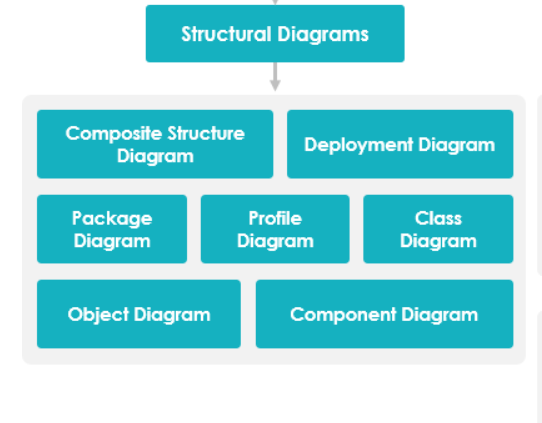 Structural Diagrams
Composite Structure
Diagram
Deployment Diagram
Package
Diagram
Profile
Diagram
Class
Diagram
Object Diagram
Component Diagram